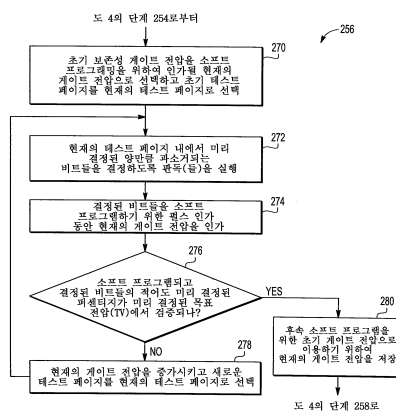 도 4의 단계 254로부터
256
270
초기 보존성 게이트 전압을 소프트
프로그래밍을 위하여 인가될 현재의
게이트 전압으로 선택하고 초기 테스트
페이지를 현재의 테스트 페이지로 선택
272
현재의 테스트 페이지 내에서 미리
결정된 양만큼 과소거되는
비트들을 결정하도록 판독(들)을 실행
274
결정된 비트들을 소프트
프로그램하기 위한 펄스 인가
동안 현재의 게이트 전압을 인가
276
소프트 프로그램되고
결정된 비트들의 적어도 미리 결정된
퍼센티지가 미리 결정된 목표
전압(TV)에서 검증되나?
YES
NO
278
현재의 게이트 전압을 증가시키고 새로운
테스트 페이지를 현재의 테스트 페이지로 선택
280
후속 소프트 프로그램을
위한 초기 게이트 전압으로
이용하기 위하여
현재의 게이트 전압을 저장
도 4의 단계 258로